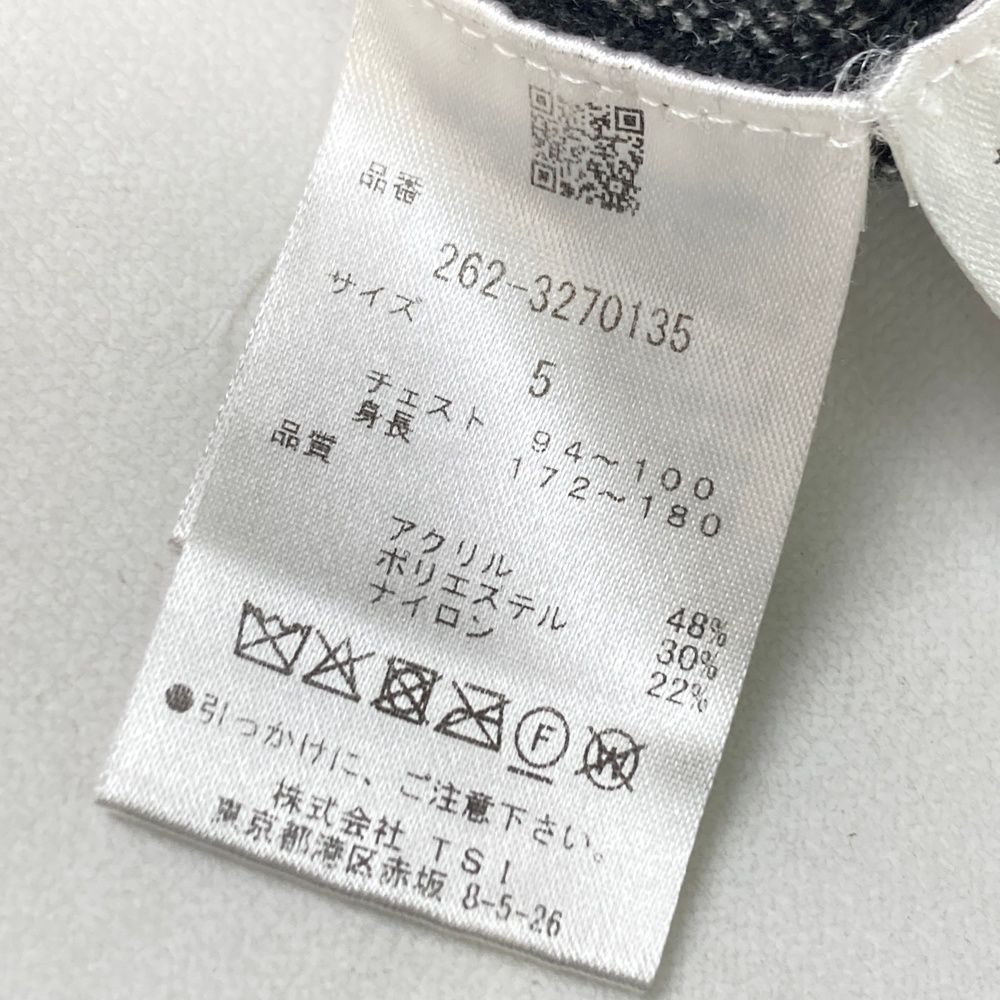 品番
262-3270135
サイズ
5
チェスト 94～100
身長 172～180
品質
アクリル 48%
ポリエステル 30%
ナイロン 22%
F
W
●引っかけに、ご注意下さい。
株式会社 TSI
東京都港区赤坂 8-5-26